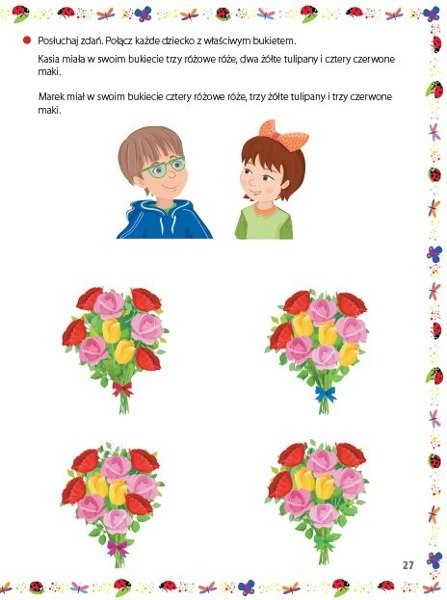 Posłuchaj zdań. Połącz każde dziecko z właściwym bukietem.
Kasia miała w swoim bukiecie trzy różowe róże, dwa żółte tulipany i cztery czerwone
maki.
Marek miał w swoim bukiecie cztery różowe róże, trzy żółte tulipany i trzy czerwone
maki.
27